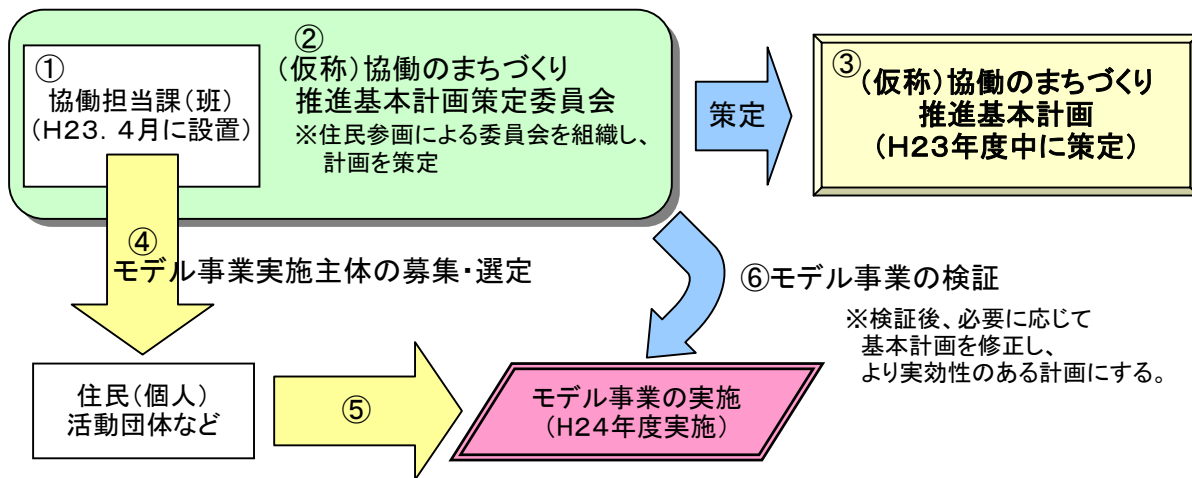 ①
協働担当課(班)
(H23.4月に設置)
②
(仮称)協働のまちづくり
推進基本計画策定委員会
※住民参画による委員会を組織し、
計画を策定
策定
③
(仮称)協働のまちづくり
推進基本計画
(H23年度中に策定)
④
モデル事業実施主体の募集・選定
⑥モデル事業の検証
※検証後、必要に応じて
基本計画を修正し、
より実効性のある計画にする。
住民(個人)
活動団体など
⑤
モデル事業の実施
(H24年度実施)